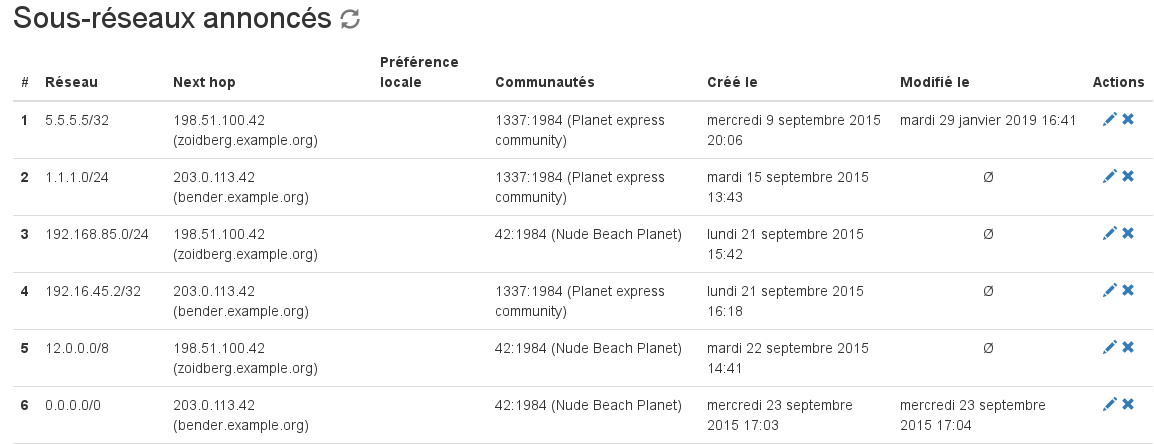 Sous-réseaux annoncés
# Réseau Next hop Préférence locale Communautés Créé le Modifié le Actions
1 5.5.5.5/32 198.51.100.42 1337:1984 (Planet express mercredi 9 septembre 2015 mardi 29 janvier 2019 16:41
(zoidberg.example.org) community) 20:06
2 1.1.1.0/24 203.0.113.42 1337:1984 (Planet express mardi 15 septembre 2015 Ø
(bender.example.org) community) 13:43
3 192.168.85.0/24 198.51.100.42 42:1984 (Nude Beach Planet) lundi 21 septembre 2015 Ø
(zoidberg.example.org) 15:42
4 192.16.45.2/32 203.0.113.42 1337:1984 (Planet express lundi 21 septembre 2015 Ø
(bender.example.org) community) 16:18
5 12.0.0.0/8 198.51.100.42 42:1984 (Nude Beach Planet) mardi 22 septembre 2015 Ø
(zoidberg.example.org) 14:41
6 0.0.0.0/0 203.0.113.42 42:1984 (Nude Beach Planet) mercredi 23 septembre mercredi 23 septembre
(bender.example.org) 2015 17:03 2015 17:04